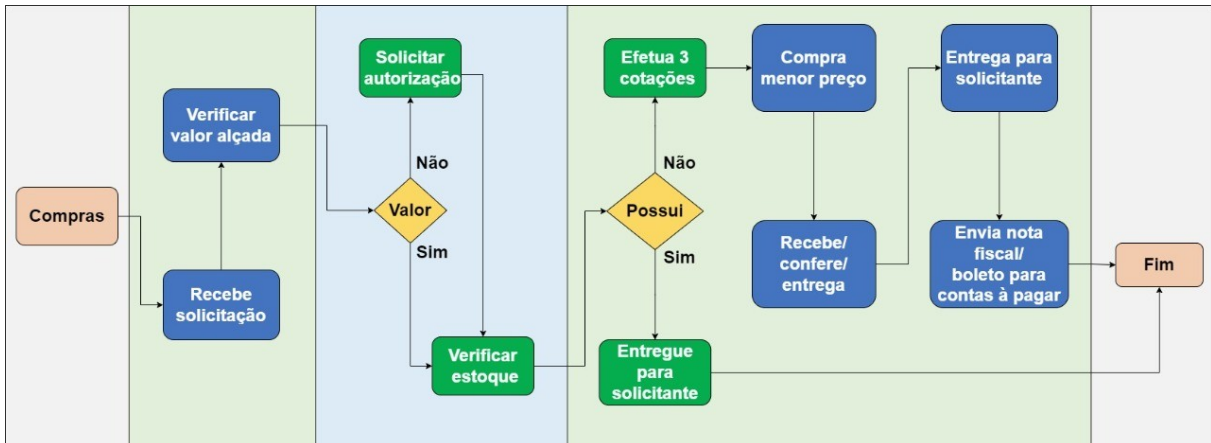 Compras
Recebe
solicitação
Verificar
valor alçada
Valor
Não
Sim
Solicitar
autorização
Verificar
estoque
Possui
Não
Sim
Efetua 3
cotações
Compra
menor preço
Recebe/
confere/
entrega
Entrega para
solicitante
Envia nota
fiscal/
boleto para
contas à pagar
Entregue
para
solicitante
Fim